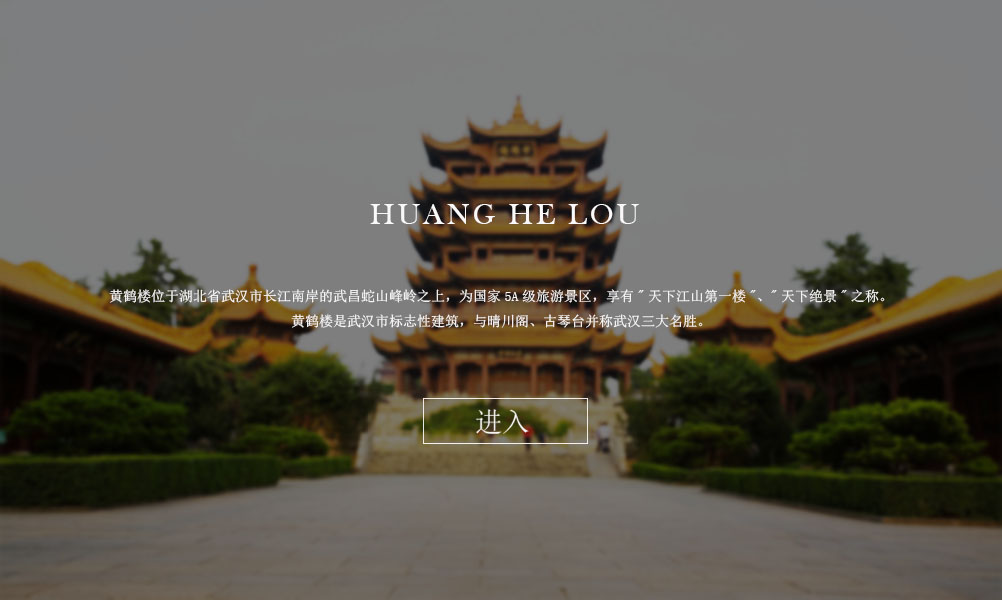 HUANG HE LOU
黄鹤楼位于湖北省武汉市长江南岸的武昌蛇山峰岭之上，为国家 5A 级旅游景区，享有 " 天下江山第一楼 "、" 天下绝景 " 之称。
黄鹤楼是武汉市标志性建筑，与晴川阁、古琴台并称武汉三大名胜。
进入